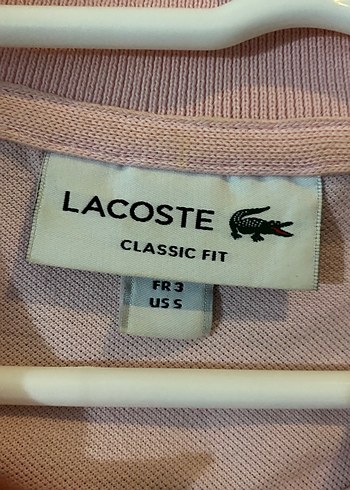 LACOSTE
CLASSIC FIT
FR 3
US S